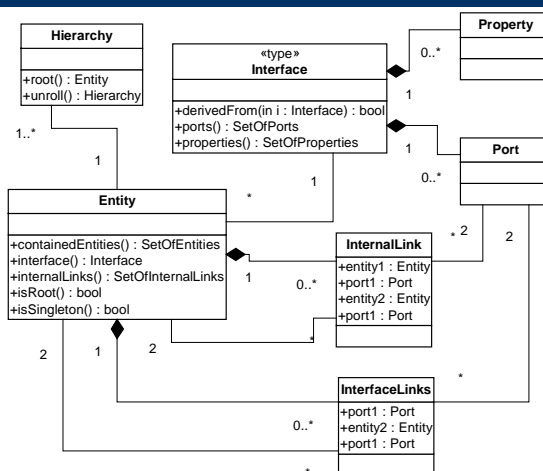 Hierarchy
+root() : Entity
+unroll() : Hierarchy
1..*
1
«type»
Interface
+derivedFrom(in i : Interface) : bool
+ports() : SetOfPorts
+properties() : SetOfProperties
Property
0..*
1
1
0..*
Port
1
*
Entity
+containedEntities() : SetOfEntities
+interface() : Interface
+internalLinks() : SetOfInternalLinks
+isRoot() : bool
+isSingleton() : bool
1
0..*
InternalLink
+entity1 : Entity
+port1 : Port
+entity2 : Entity
+port1 : Port
* 2
2
2
1
2
*
InterfaceLinks
+port1 : Port
+entity2 : Entity
+port1 : Port
*
0..*
*